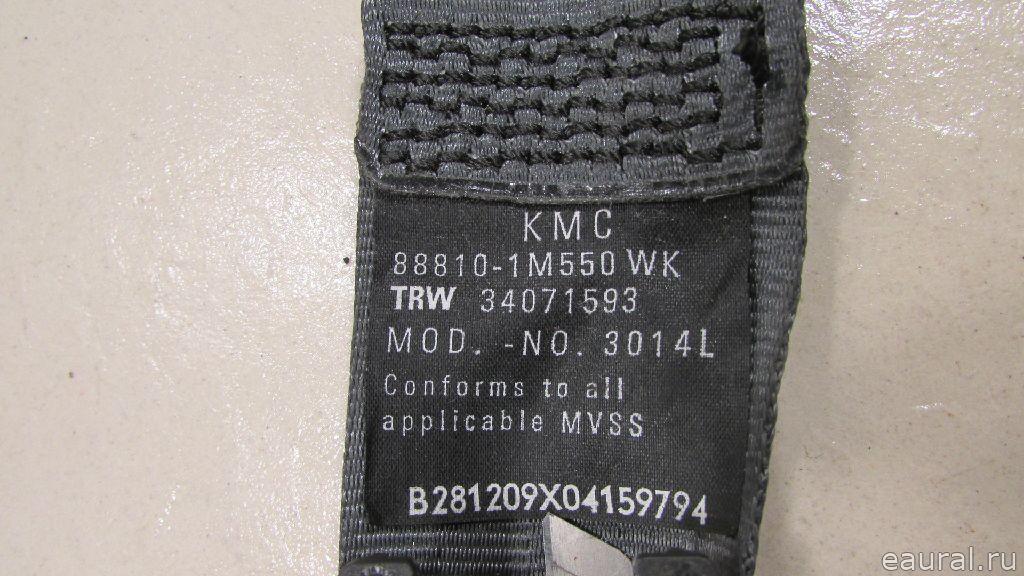 KMC
88810-1M550 WK
TRW 34071593
MOD. -NO. 3014L
Conforms to all
applicable MVSS
B281209X04159794
eaural.ru